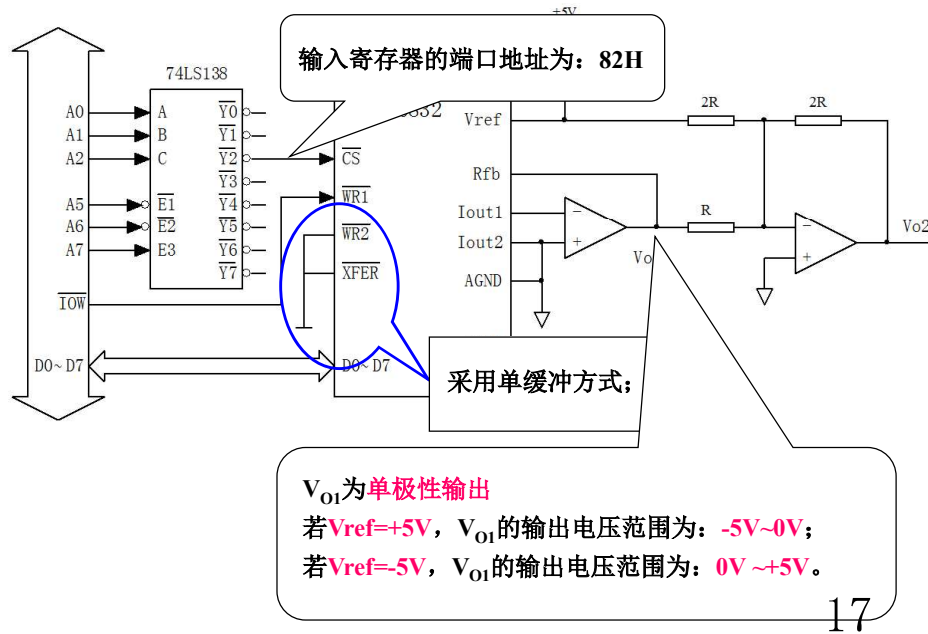 +5V
输入寄存器的端口地址为：82H
74LS138
A0
A1
A2
A5
A6
A7
A
B
C
E1
E2
E3
Y0
Y1
Y2
Y3
Y4
Y5
Y6
Y7
IOW
D0~D7
CS
WR1
WR2
XFER
D0~D7
Vref
Rfb
Iout1
Iout2
AGND
2R
2R
R
−
+
Vo
−
+
Vo2
采用单缓冲方式；
VO1为单极性输出
若Vref=+5V，VO1的输出电压范围为：-5V~0V；
若Vref=-5V，VO1的输出电压范围为：0V ~+5V。
17